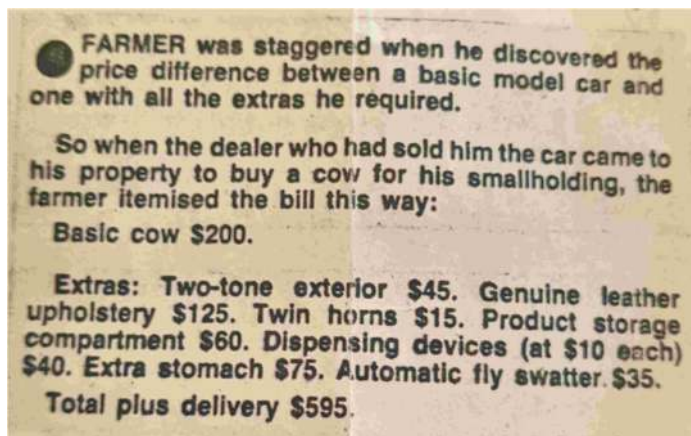 FARMER was staggered when he discovered the
price difference between a basic model car and
one with all the extras he required.
So when the dealer who had sold him the car came to
his property to buy a cow for his smallholding, the
farmer itemised the bill this way:
Basic cow $200.
Extras: Two-tone exterior $45. Genuine leather
upholstery $125. Twin horns $15. Product storage
compartment $60. Dispensing devices (at $10 each)
$40. Extra stomach $75. Automatic fly swatter. $35.
Total plus delivery $595.